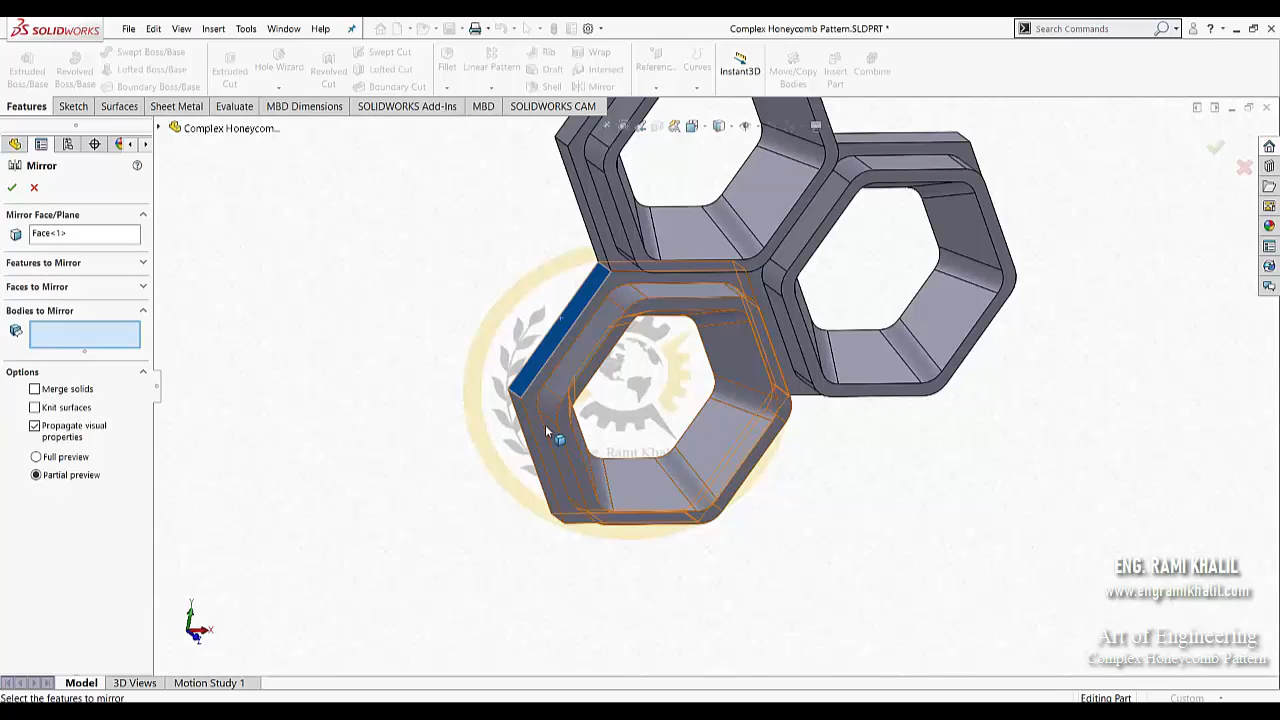 SOLIDWORKS File Edit View Insert Tools Window Help Complex Honeycomb Pattern.SLDPRT * Search Commands
Extruded Boss/Base
Revolved Boss/Base
Swept Boss/Base
Lofted Boss/Base
Boundary Boss/Base
Extruded Cut
Hole Wizard
Revolved Cut
Swept Cut
Lofted Cut
Boundary Cut
Fillet
Linear Pattern
Rib
Draft
Shell
Wrap
Intersect
Mirror
Referenc...
Curves
Instant3D
Move/Copy Bodies
Insert Part
Combine
Features Sketch Surfaces Sheet Metal Evaluate MBD Dimensions SOLIDWORKS Add-Ins MBD SOLIDWORKS CAM
Complex Honeycom...
Mirror
Mirror Face/Plane
Face<1>
Features to Mirror
Faces to Mirror
Bodies to Mirror
Options
Merge solids
Knit surfaces
Propagate visual
properties
Full preview
Partial preview
Y
X
Z
ENG. RAMI KHALIL
www.engramikhalil.com
Art of Engineering
Complex Honeycomb Pattern
Model 3D Views Motion Study 1
Select the features to mirror Editing Part Custom